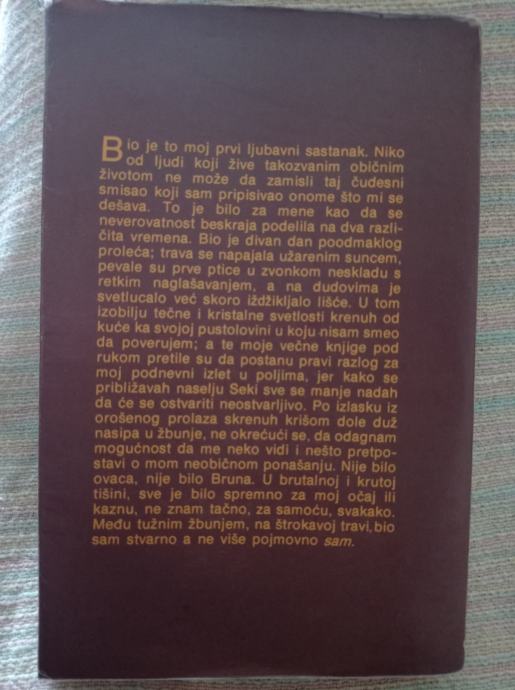 Bio je to moj prvi ljubavni sastanak. Niko
od ljudi koji žive takozvanim običnim
životom ne može da zamisli taj čudesni
smisao koji sam pripisivao onome što mi se
dešava. To je bilo za mene kao da se
neverovatnost beskraja podelila na dva razli-
čita vremena. Bio je divan dan poodmaklog
proleća; trava se napajala užarenim suncem,
pevale su prve ptice u zvonkom neskladu s
retkim naglašavanjem, a na dudovima je
svetlucalo već skoro iždžikljalo lišće. U tom
izobilju tečne i kristalne svetlosti krenuh od
kuće ka svojoj pustolovini u koju nisam smeo
da poverujem; a te moje večne knjige pod
rukom pretile su da postanu pravi razlog za
moj podnevni izlet u poljima, jer kako se
približavah naselju Seki sve se manje nadah
da će se ostvariti neostvarljivo. Po izlasku iz
orošenog prolaza skrenuh krišom dole duž
nasipa u žbunje, ne okrećući se, da odagnam
mogućnost da me neko vidi i nešto pretpo-
stavi o mom neobičnom ponašanju. Nije bilo
ovaca, nije bilo Bruna. U brutalnoj i krutoj
tišini, sve je bilo spremno za moj očaj ili
kaznu, ne znam tačno, za samoću, svakako.
Među tužnim žbunjem, na štrokavoj travi, bio
sam stvarno a ne više pojmovno sam.